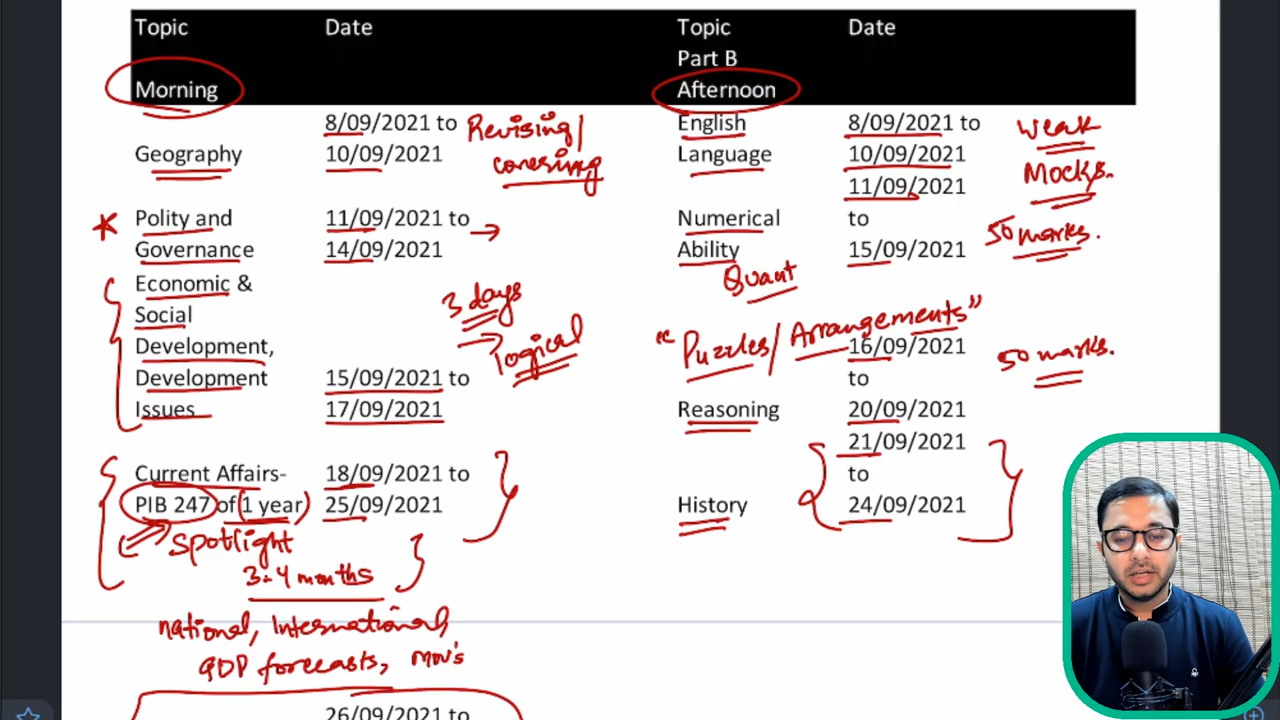 Topic Date Topic Date
Part B
Morning Afternoon
8/09/2021 to Revising/ English 8/09/2021 to weak
Geography 10/09/2021 covering Language 10/09/2021 Mocks.
11/09/2021
* Polity and 11/09/2021 to → Numerical to 50 marks.
Governance 14/09/2021 Ability 15/09/2021
Economic & Quant
Social 3 days
Development, → logical "Puzzles/Arrangements" 16/09/2021 50 marks.
Development 15/09/2021 to to
Issues 17/09/2021 Reasoning 20/09/2021
21/09/2021
Current Affairs- 18/09/2021 to to
PIB 247 of 1 year) 25/09/2021 History 24/09/2021
Spotlight
3-4 months
national, International,
GDP forecasts, MOU's
26/09/2021 to